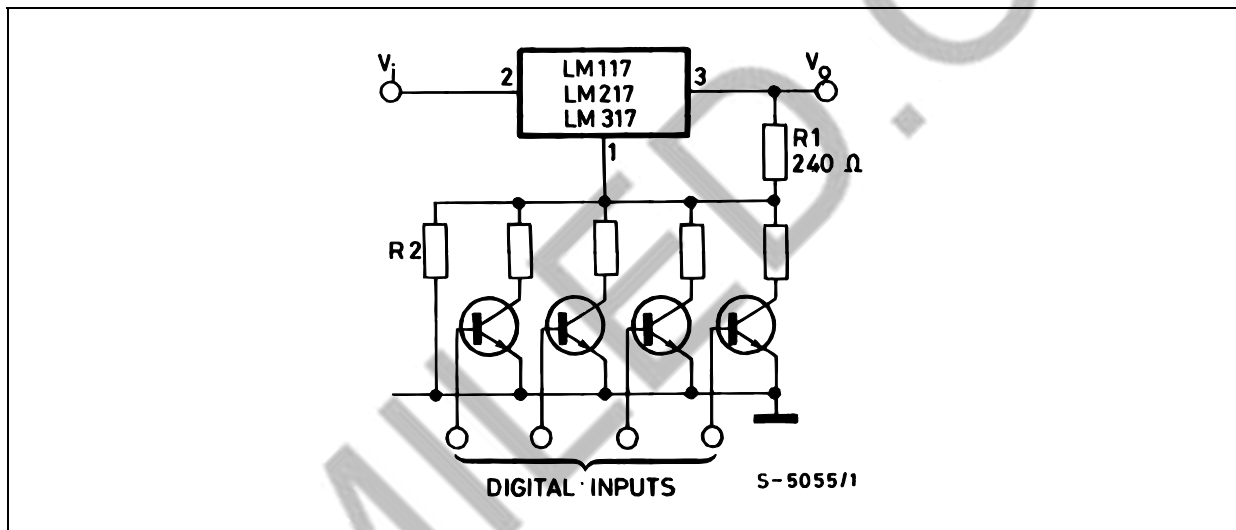 Vi
2
LM117
LM217
LM317
3
Vo
1
R1
240 Ω
R2
DIGITAL INPUTS
S-5055/1